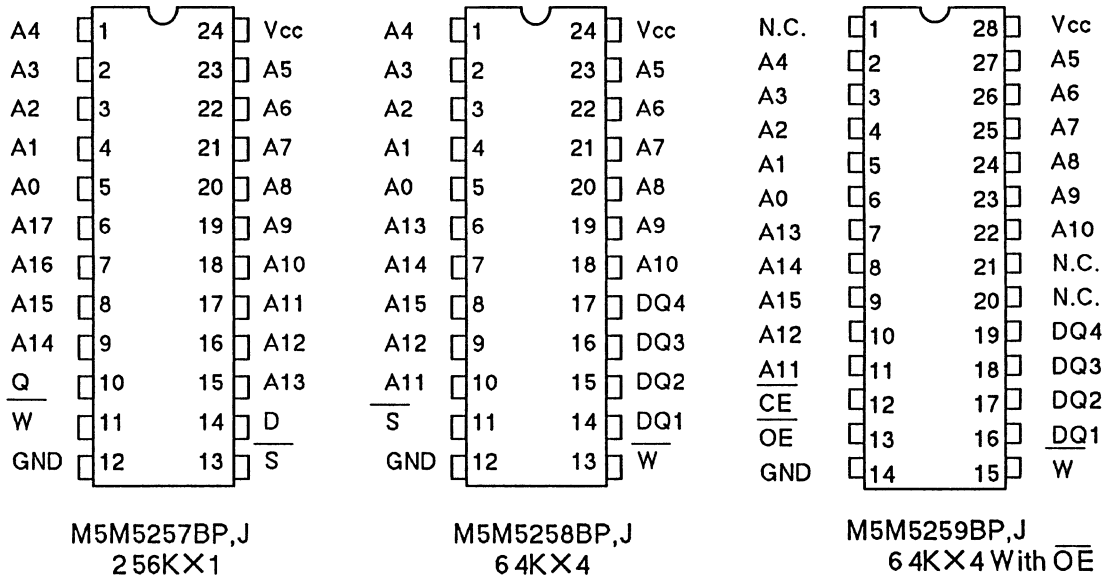 A4 1 24 Vcc
A3 2 23 A5
A2 3 22 A6
A1 4 21 A7
A0 5 20 A8
A17 6 19 A9
A16 7 18 A10
A15 8 17 A11
A14 9 16 A12
Q 10 15 A13
W̅ 11 14 D
GND 12 13 S̅
M5M5257BP,J
256K×1
A4 1 24 Vcc
A3 2 23 A5
A2 3 22 A6
A1 4 21 A7
A0 5 20 A8
A13 6 19 A9
A14 7 18 A10
A15 8 17 DQ4
A12 9 16 DQ3
A11 10 15 DQ2
S̅ 11 14 DQ1
GND 12 13 W̅
M5M5258BP,J
64K×4
N.C. 1 28 Vcc
A4 2 27 A5
A3 3 26 A6
A2 4 25 A7
A1 5 24 A8
A0 6 23 A9
A13 7 22 A10
A14 8 21 N.C.
A15 9 20 N.C.
A12 10 19 DQ4
A11 11 18 DQ3
C̅E̅ 12 17 DQ2
O̅E̅ 13 16 DQ1
GND 14 15 W̅
M5M5259BP,J
64K×4 With O̅E̅